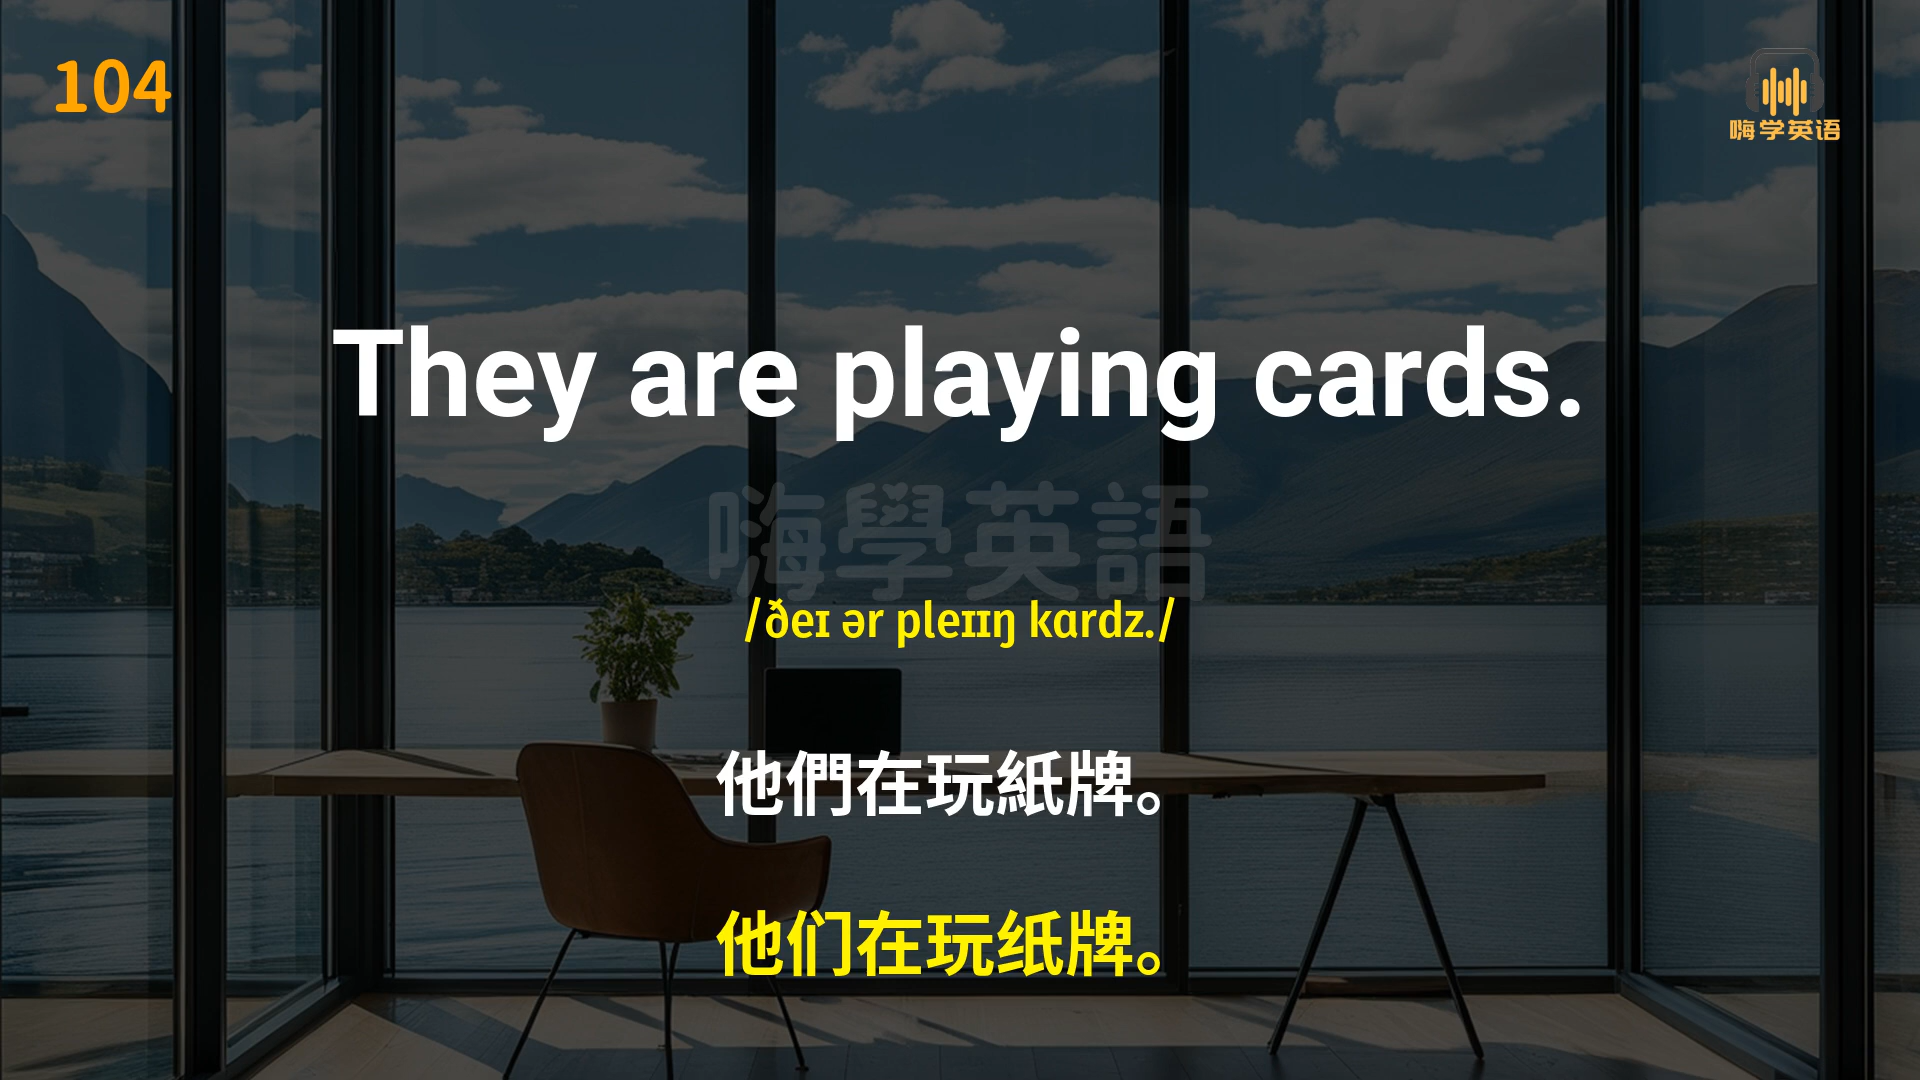 104
嗨学英语
They are playing cards.
嗨學英語
/ðeɪ ər pleɪɪŋ kɑrdz./
他們在玩紙牌。
他们在玩纸牌。